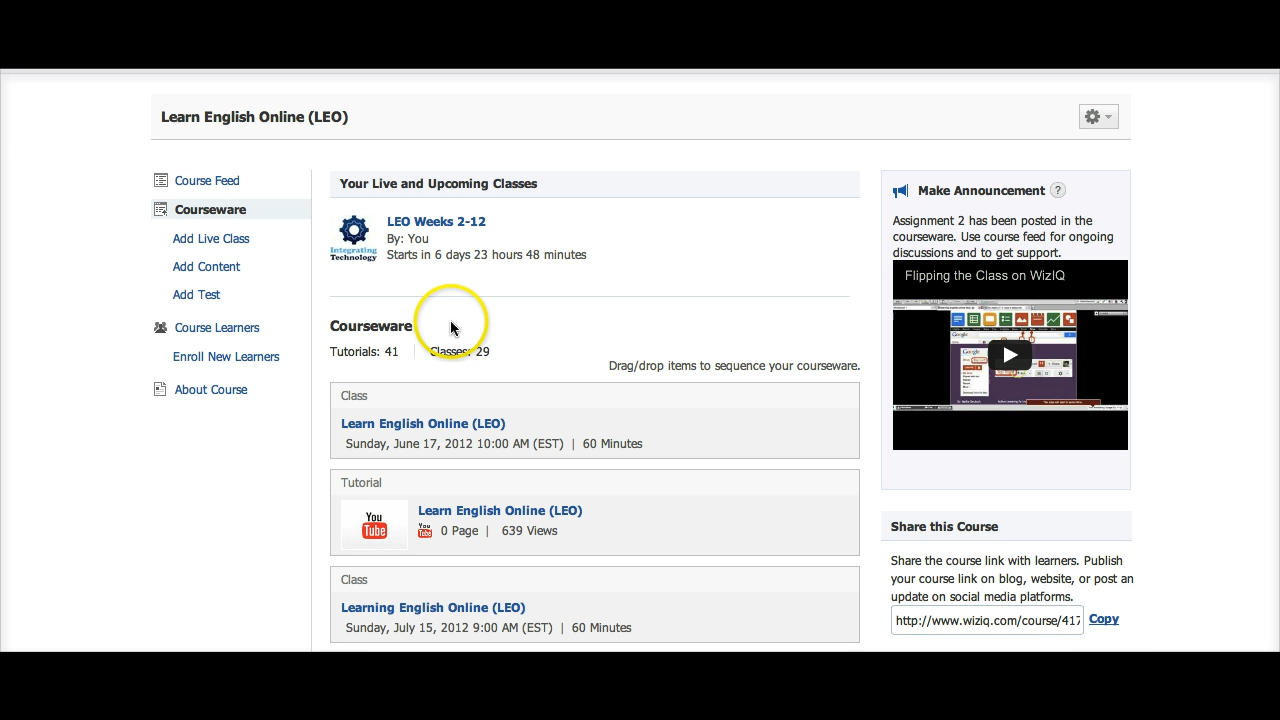 Learn English Online (LEO)
Course Feed
Courseware
Add Live Class
Add Content
Add Test
Course Learners
Enroll New Learners
About Course
Your Live and Upcoming Classes
Integrating
Technology
LEO Weeks 2-12
By: You
Starts in 6 days 23 hours 48 minutes
Courseware
Tutorials: 41 Classes: 29
Drag/drop items to sequence your courseware.
Class
Learn English Online (LEO)
Sunday, June 17, 2012 10:00 AM (EST) | 60 Minutes
Tutorial
You
Tube
Learn English Online (LEO)
You
Tube
0 Page | 639 Views
Class
Learning English Online (LEO)
Sunday, July 15, 2012 9:00 AM (EST) | 60 Minutes
Make Announcement ?
Assignment 2 has been posted in the
courseware. Use course feed for ongoing
discussions and to get support.
Flipping the Class on WizIQ
Share this Course
Share the course link with learners. Publish
your course link on blog, website, or post an
update on social media platforms.
http://www.wiziq.com/course/417 Copy